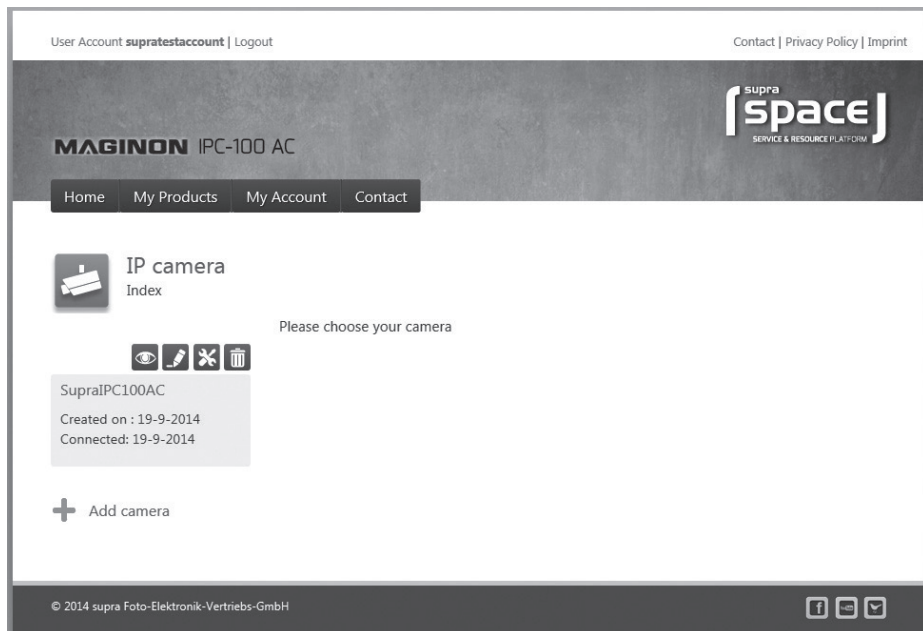 User Account supratestaccount | Logout
Contact | Privacy Policy | Imprint
supra
space
SERVICE & RESOURCE PLATFORM
MAGINON IPC-100 AC
Home My Products My Account Contact
IP camera
Index
Please choose your camera
SupraIPC100AC
Created on : 19-9-2014
Connected: 19-9-2014
Add camera
© 2014 supra Foto-Elektronik-Vertriebs-GmbH